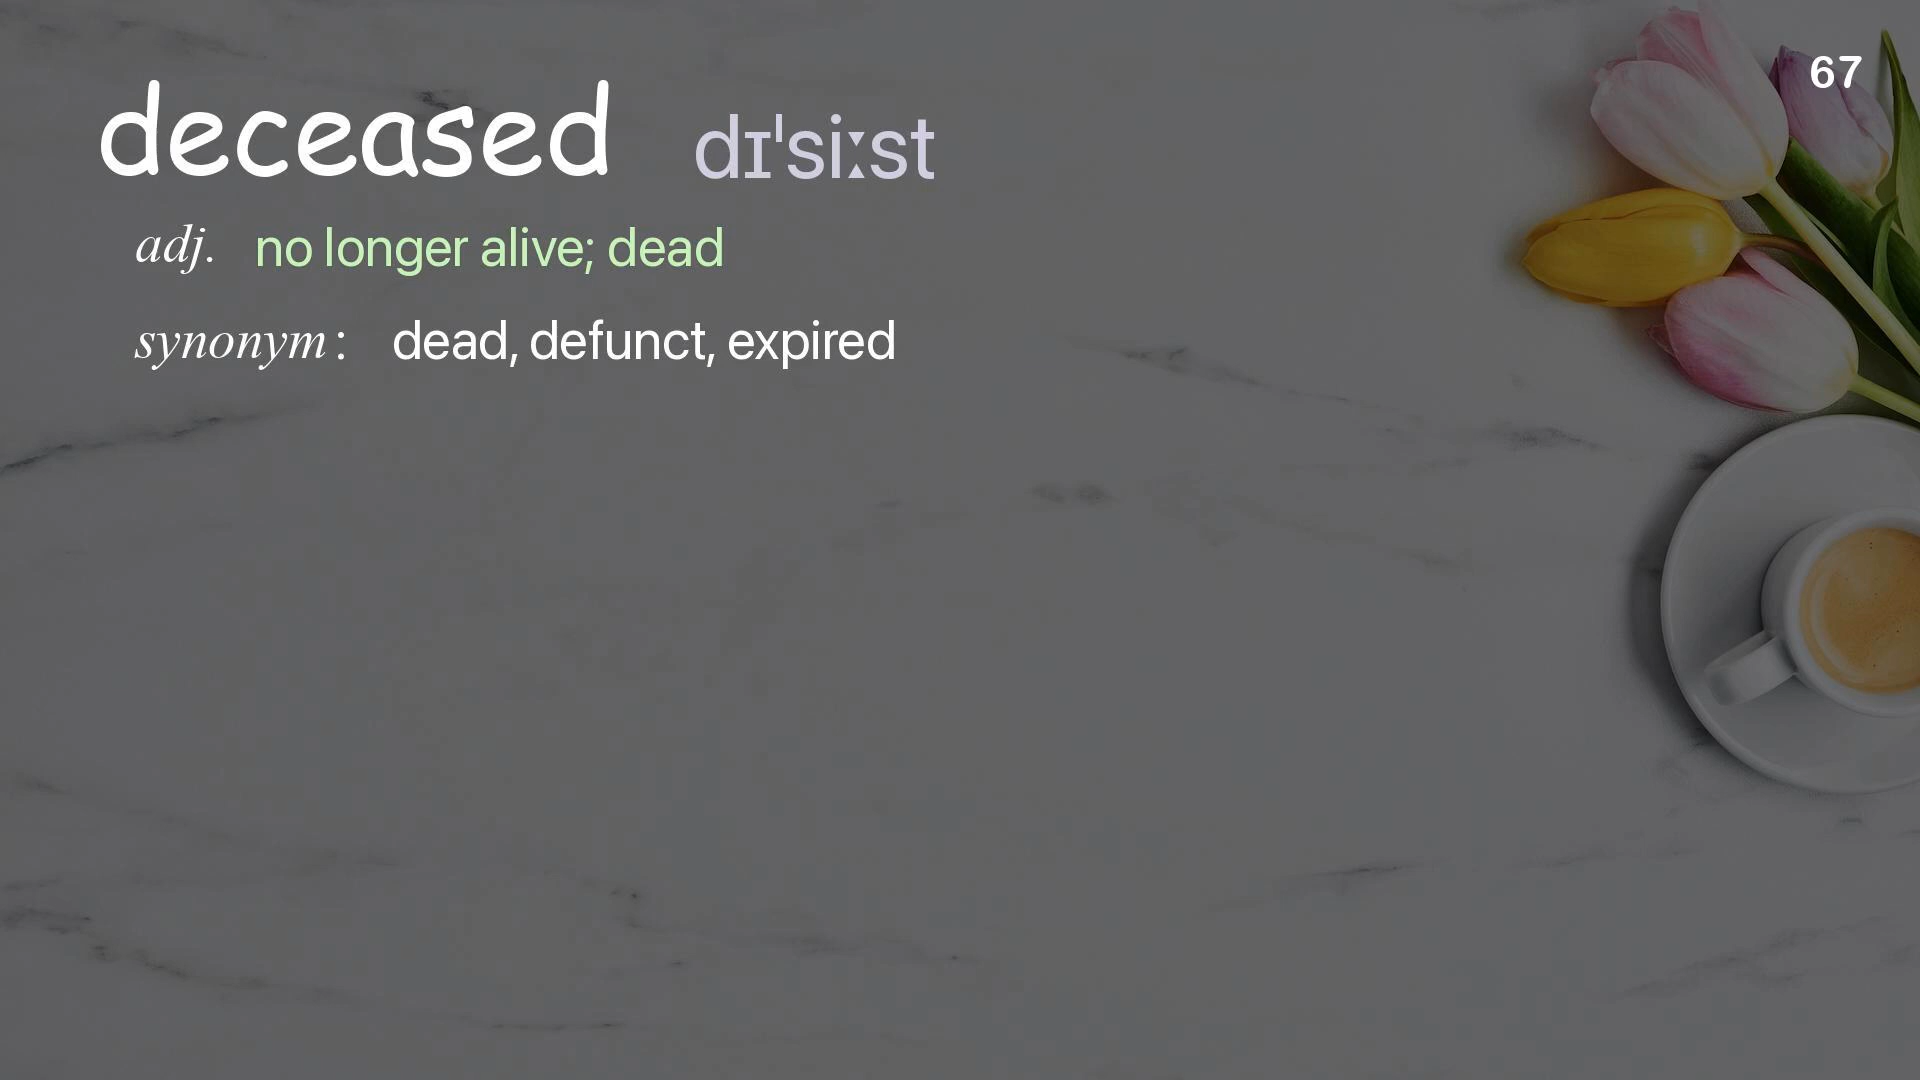 67
deceased dɪˈsiːst
adj. no longer alive; dead
synonym : dead, defunct, expired